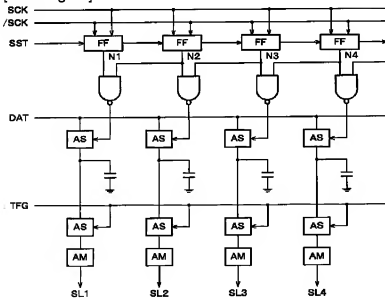 SCK
/SCK
SST FF FF FF FF
N1 N2 N3 N4
DAT
AS AS AS AS
TFG
AS AS AS AS
AM AM AM AM
SL1 SL2 SL3 SL4